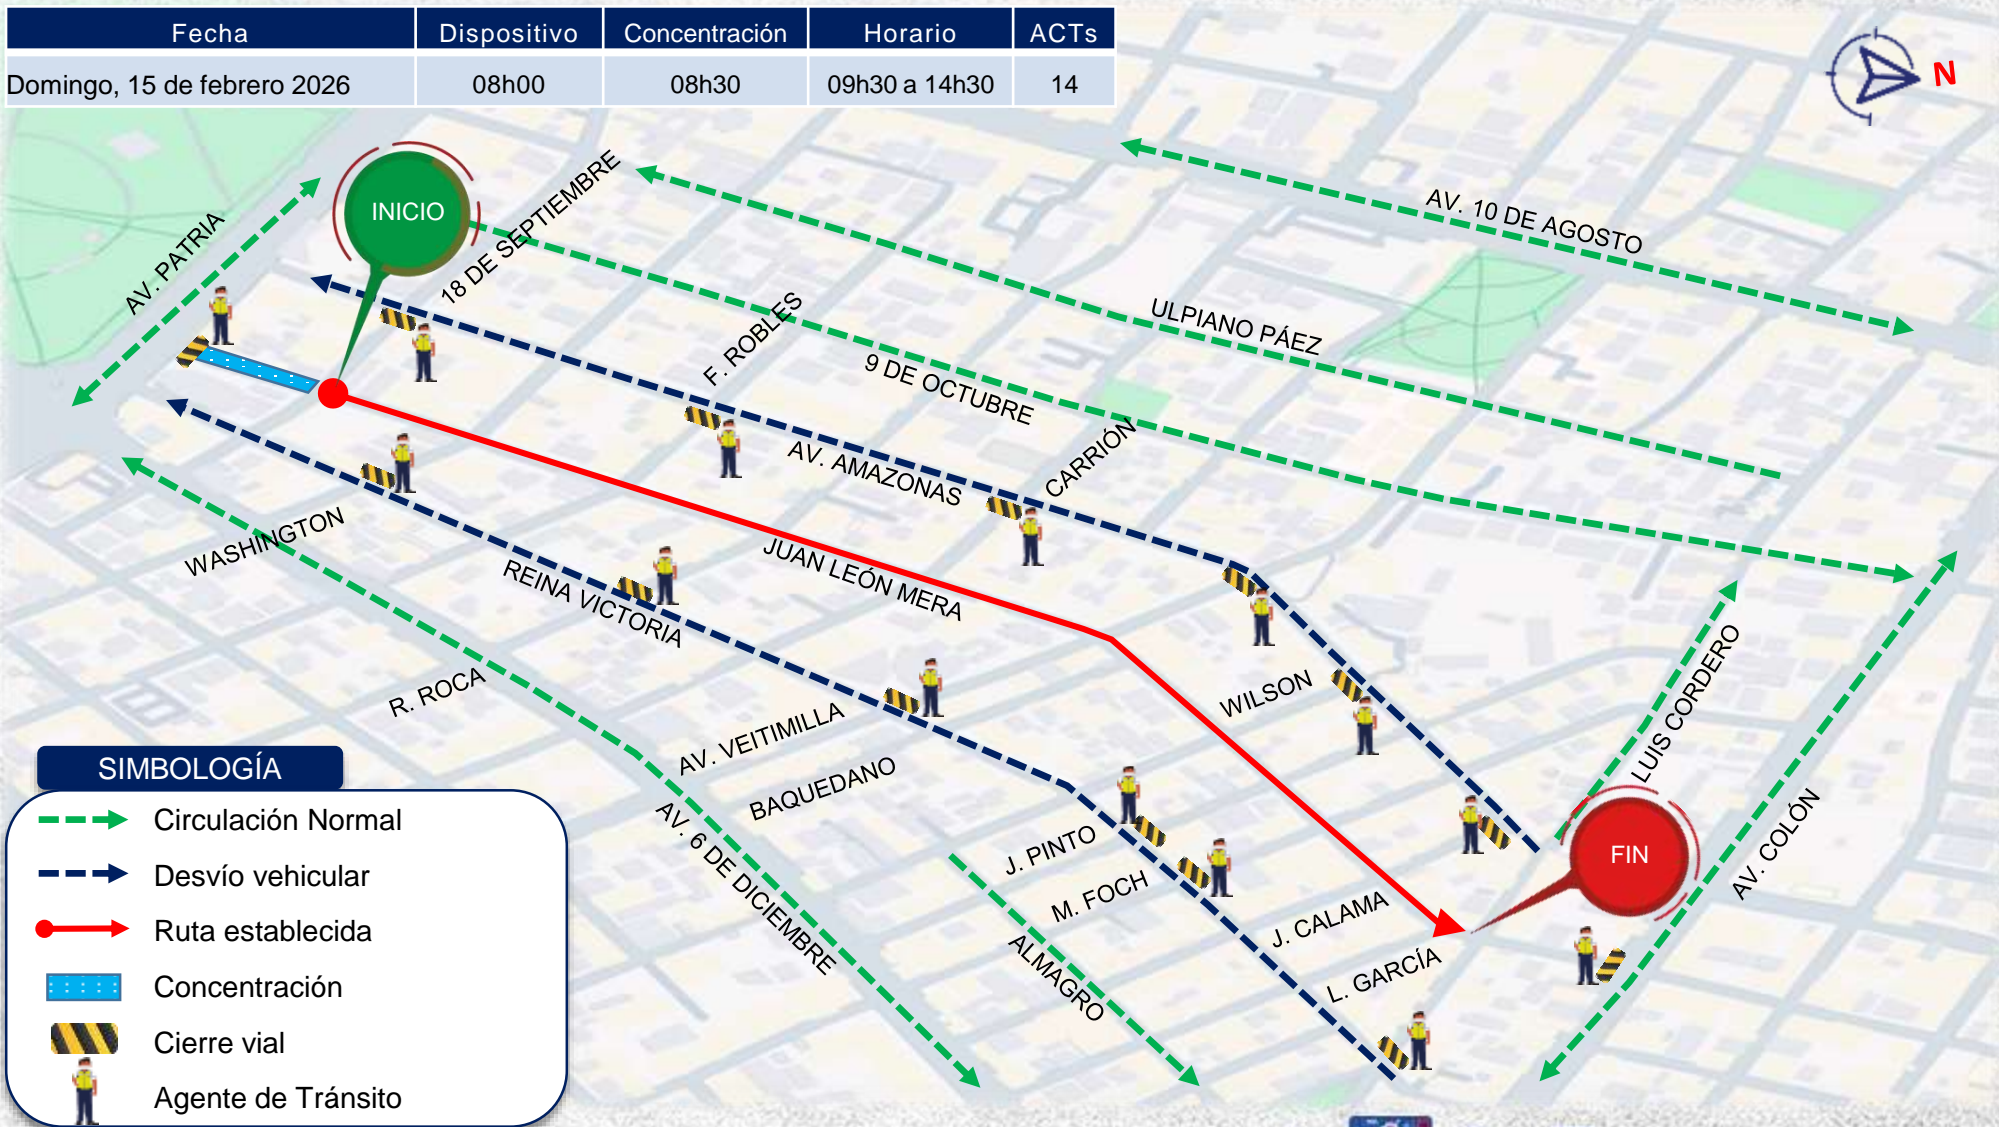 Fecha Dispositivo Concentración Horario ACTs
Domingo, 15 de febrero 2026 08h00 08h30 09h30 a 14h30 14
N
INICIO
AV. PATRIA
18 DE SEPTIEMBRE
AV. 10 DE AGOSTO
ULPIANO PÁEZ
F. ROBLES
9 DE OCTUBRE
AV. AMAZONAS
CARRIÓN
WASHINGTON
REINA VICTORIA
JUAN LEÓN MERA
R. ROCA
AV. VEITIMILLA
WILSON
LUIS CORDERO
BAQUEDANO
AV. 6 DE DICIEMBRE
J. PINTO
M. FOCH
FIN
AV. COLÓN
J. CALAMA
L. GARCÍA
ALMAGRO
SIMBOLOGÍA
Circulación Normal
Desvío vehicular
Ruta establecida
Concentración
Cierre vial
Agente de Tránsito